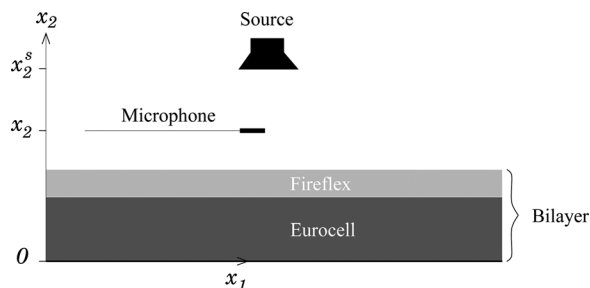 x₂
Source
x₂ˢ
Microphone
x₂
Fireflex
Eurocell
Bilayer
0
x₁